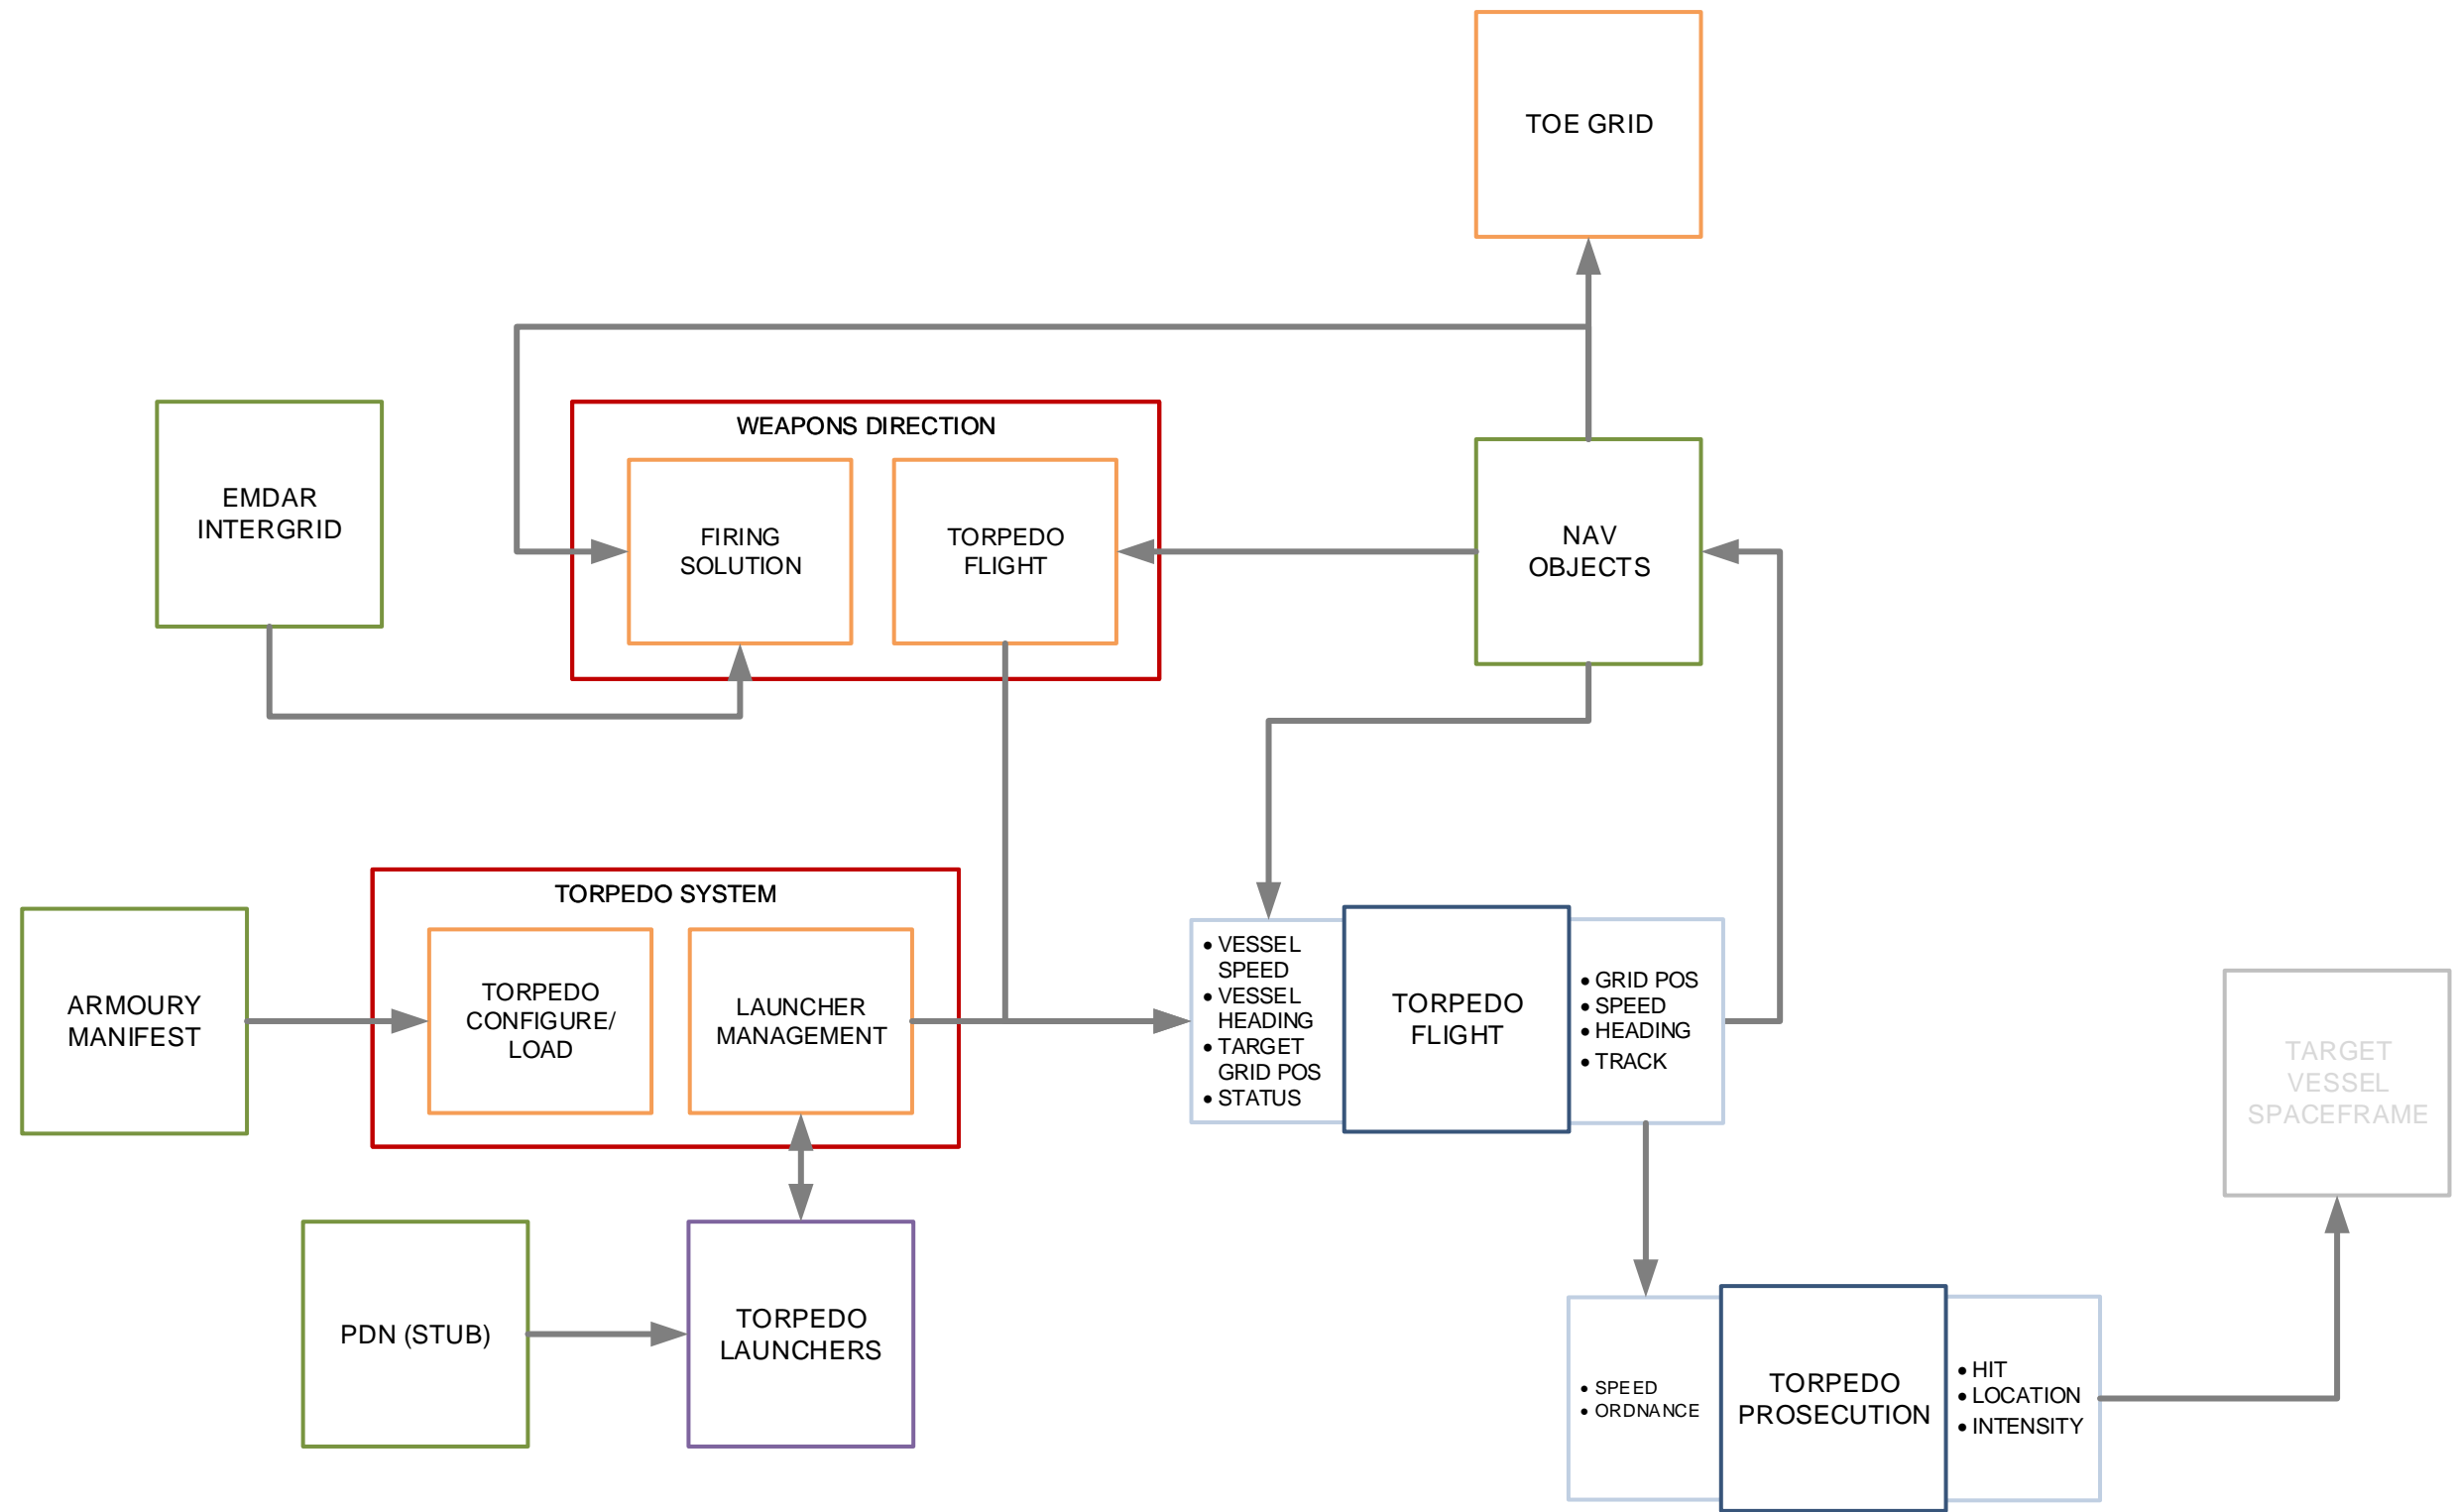 TOE GRID
WEAPONS DIRECTION
EMDAR
INTERGRID
FIRING
SOLUTION
TORPEDO
FLIGHT
NAV
OBJECTS
TORPEDO SYSTEM
ARMOURY
MANIFEST
TORPEDO
CONFIGURE/
LOAD
LAUNCHER
MANAGEMENT
• VESSEL
SPEED
• VESSEL
HEADING
• TARGET
GRID POS
• STATUS
TORPEDO
FLIGHT
• GRID POS
• SPEED
• HEADING
• TRACK
TARGET
VESSEL
SPACEFRAME
PDN (STUB)
TORPEDO
LAUNCHERS
• SPEED
• ORDNANCE
TORPEDO
PROSECUTION
• HIT
• LOCATION
• INTENSITY